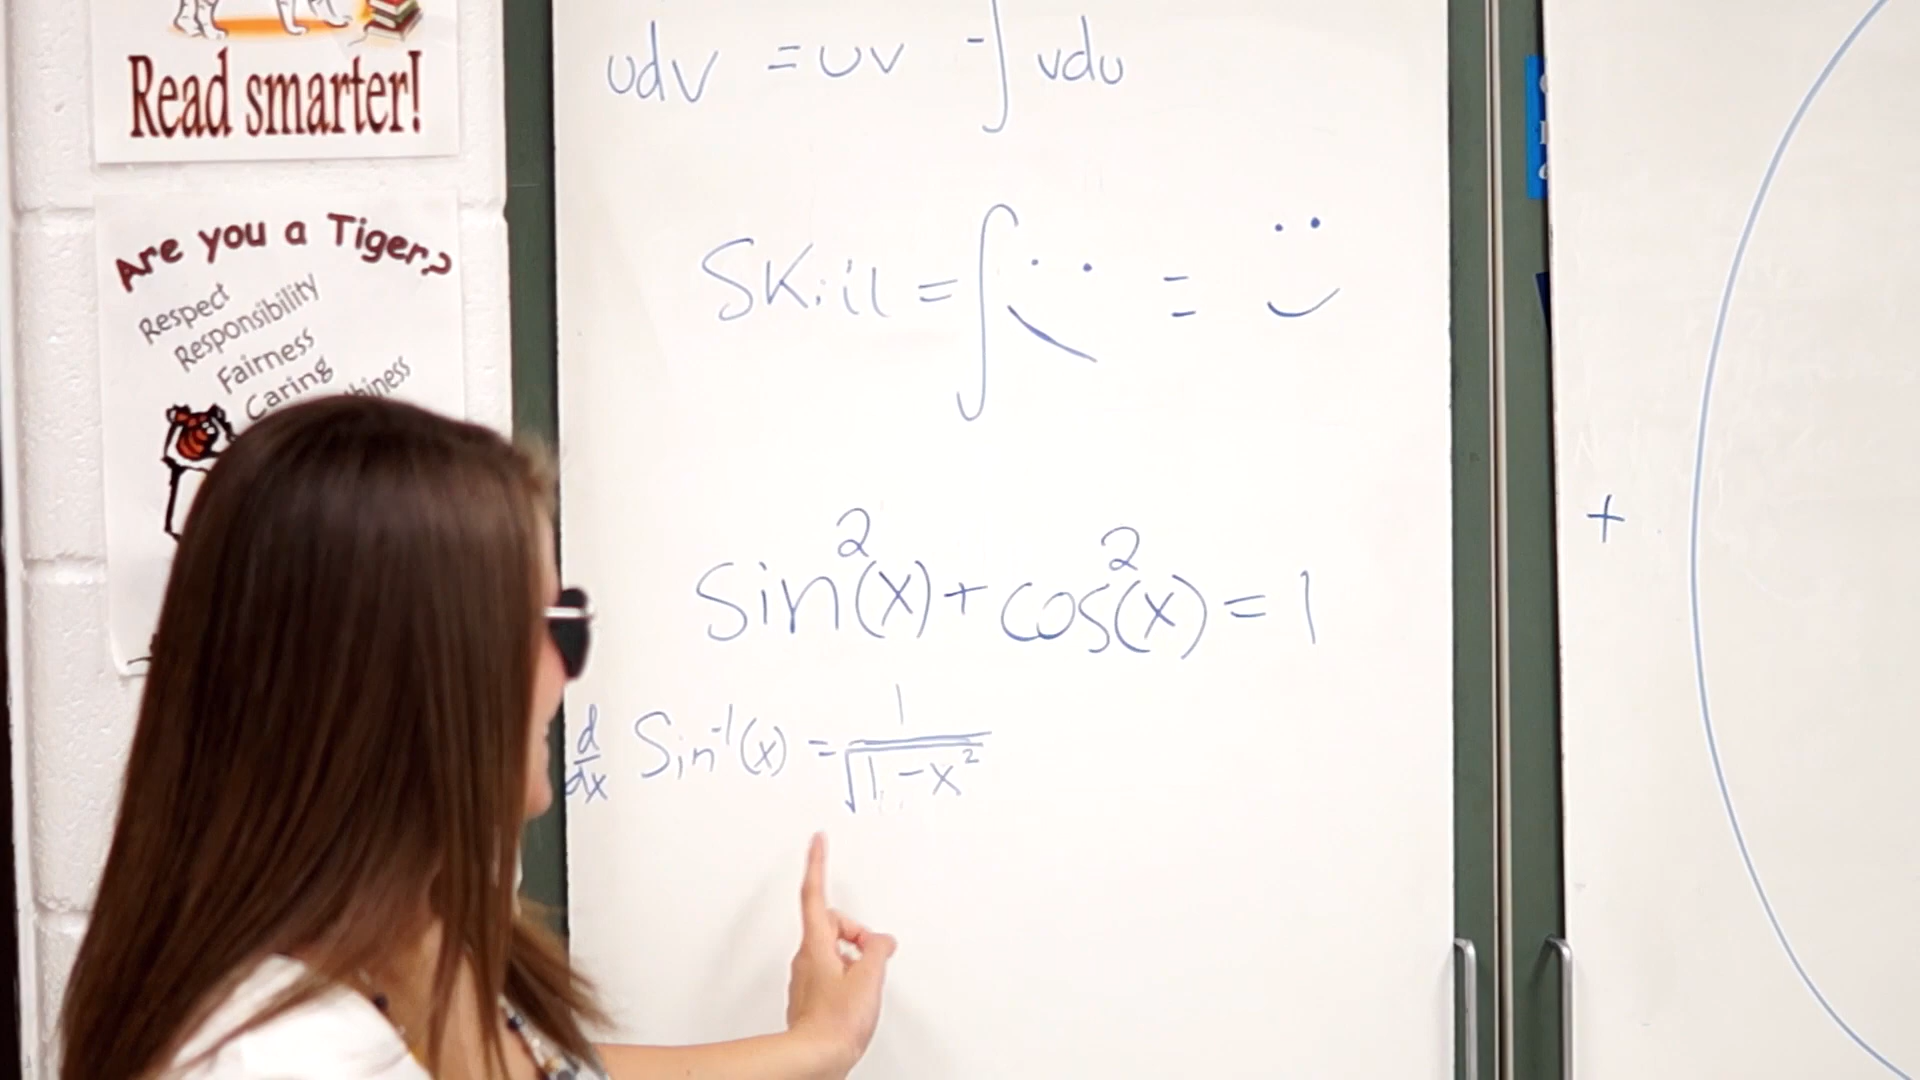 Read smarter!
Are you a Tiger?
Respect
Responsibility
Fairness
Caring
udv = uv - ∫ vdu
Skill = ∫ =
Sin²(x) + cos²(x) = 1
d/dx Sin⁻¹(x) = 1/√(1-x²)
+